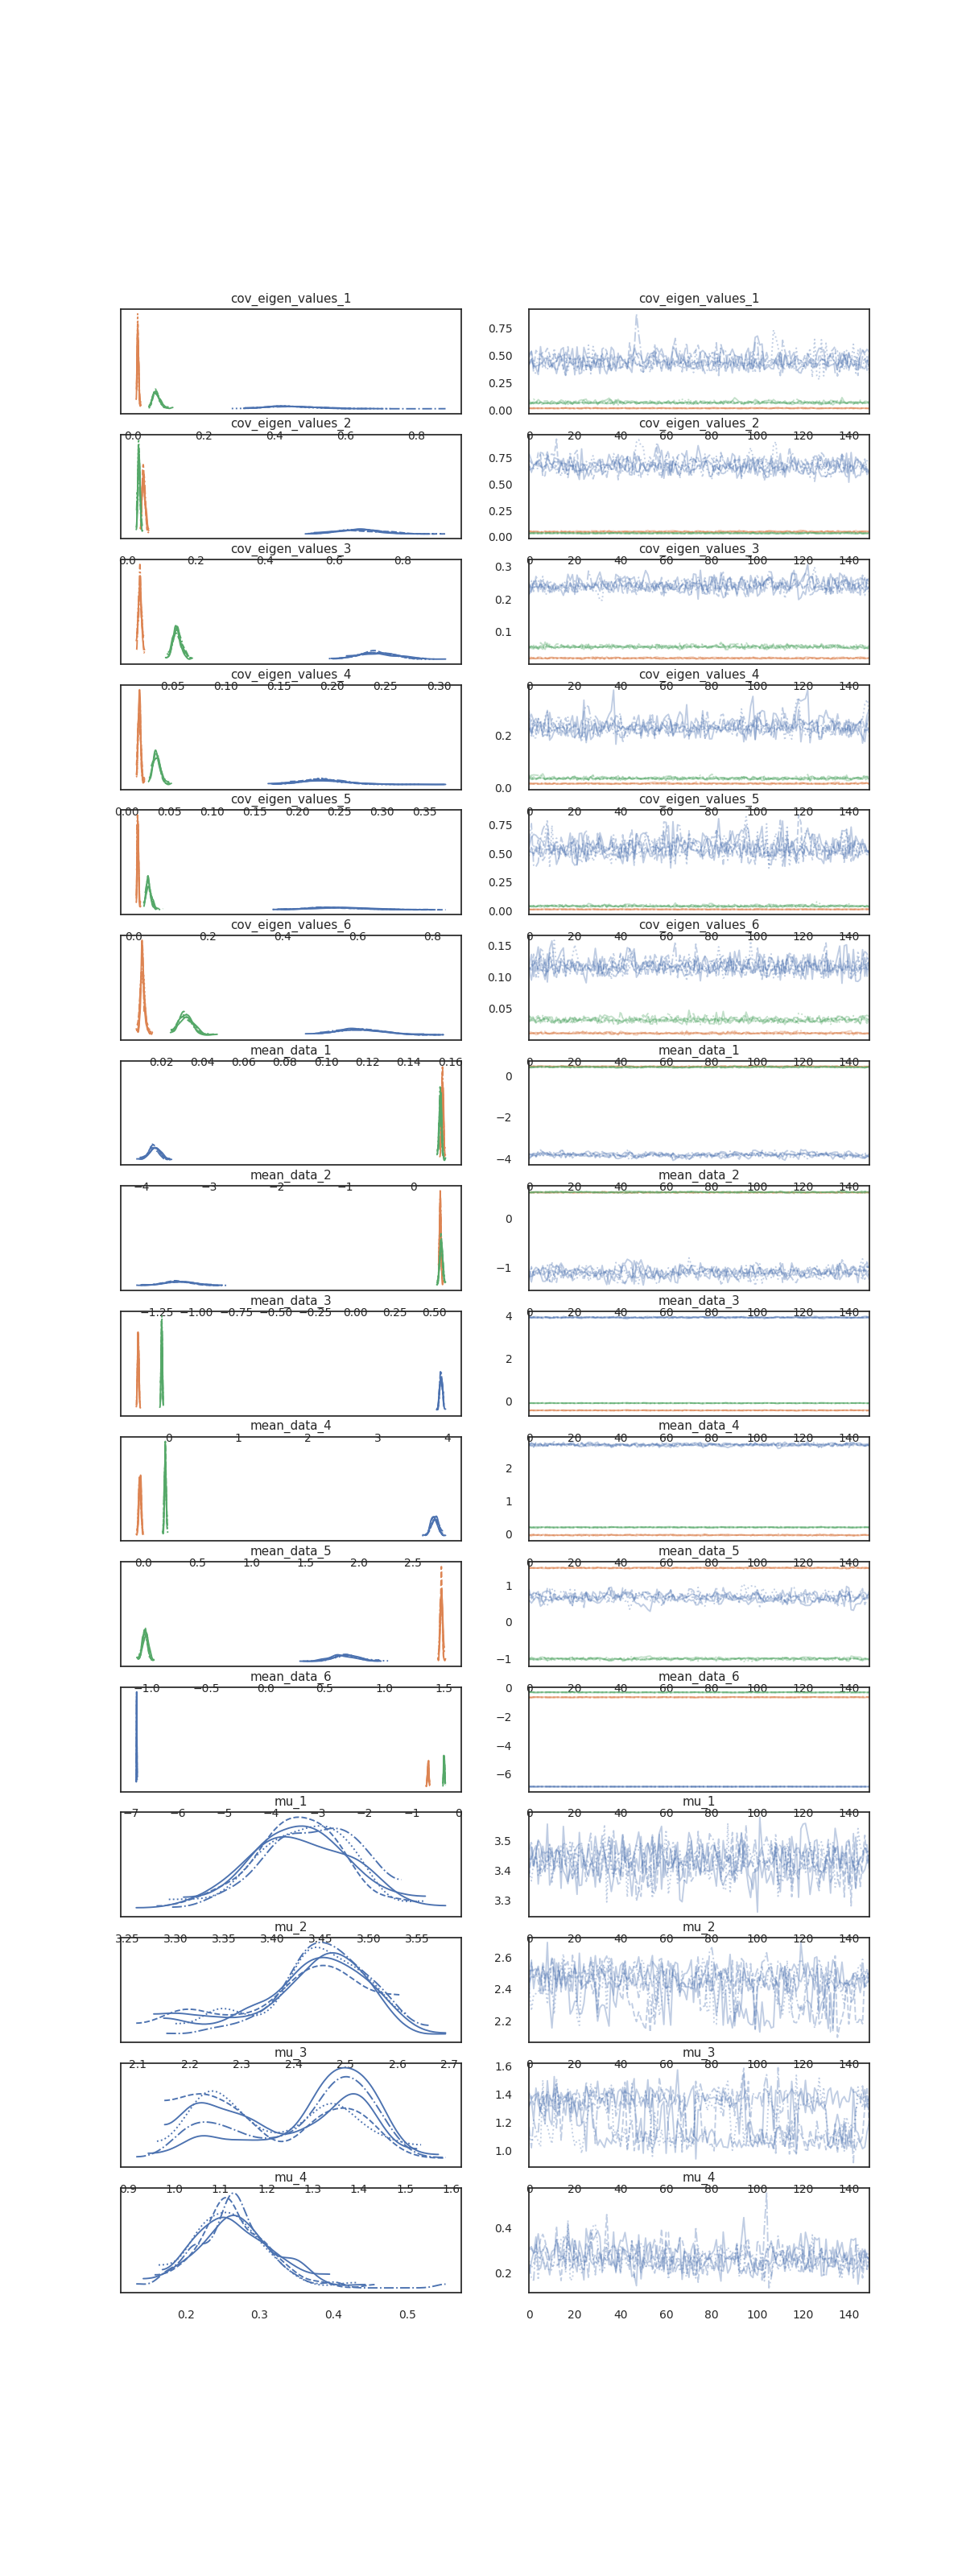 cov_eigen_values_1 cov_eigen_values_1
0.75
0.50
0.25
0.00
cov_eigen_values_2 cov_eigen_values_2
0.0 0.2 0.4 0.6 0.8 0 20 40 60 80 100 120 140
0.75
0.50
0.25
0.00
cov_eigen_values_3 cov_eigen_values_3
0.0 0.2 0.4 0.6 0.8 0 20 40 60 80 100 120 140
0.3
0.2
0.1
cov_eigen_values_4 cov_eigen_values_4
0.05 0.10 0.15 0.20 0.25 0.30 0 20 40 60 80 100 120 140
0.2
0.0
cov_eigen_values_5 cov_eigen_values_5
0.00 0.05 0.10 0.15 0.20 0.25 0.30 0.35 0 20 40 60 80 100 120 140
0.75
0.50
0.25
0.00
cov_eigen_values_6 cov_eigen_values_6
0.0 0.2 0.4 0.6 0.8 0 20 40 60 80 100 120 140
0.15
0.10
0.05
mean_data_1 mean_data_1
0.02 0.04 0.06 0.08 0.10 0.12 0.14 0.16 0 20 40 60 80 100 120 140
0
−2
−4
mean_data_2 mean_data_2
−4 −3 −2 −1 0 0 20 40 60 80 100 120 140
0
−1
mean_data_3 mean_data_3
−1.25 −1.00 −0.75 −0.50 −0.25 0.00 0.25 0.50 0 20 40 60 80 100 120 140
4
2
0
mean_data_4 mean_data_4
0 1 2 3 4 0 20 40 60 80 100 120 140
2
1
0
mean_data_5 mean_data_5
0.0 0.5 1.0 1.5 2.0 2.5 0 20 40 60 80 100 120 140
1
0
−1
mean_data_6 mean_data_6
−1.0 −0.5 0.0 0.5 1.0 1.5 0 20 40 60 80 100 120 140
0
−2
−4
−6
mu_1 mu_1
−7 −6 −5 −4 −3 −2 −1 0 0 20 40 60 80 100 120 140
3.5
3.4
3.3
mu_2 mu_2
3.25 3.30 3.35 3.40 3.45 3.50 3.55 0 20 40 60 80 100 120 140
2.6
2.4
2.2
mu_3 mu_3
2.1 2.2 2.3 2.4 2.5 2.6 2.7 0 20 40 60 80 100 120 140
1.6
1.4
1.2
1.0
mu_4 mu_4
0.9 1.0 1.1 1.2 1.3 1.4 1.5 1.6 0 20 40 60 80 100 120 140
0.4
0.2
0.2 0.3 0.4 0.5 0 20 40 60 80 100 120 140